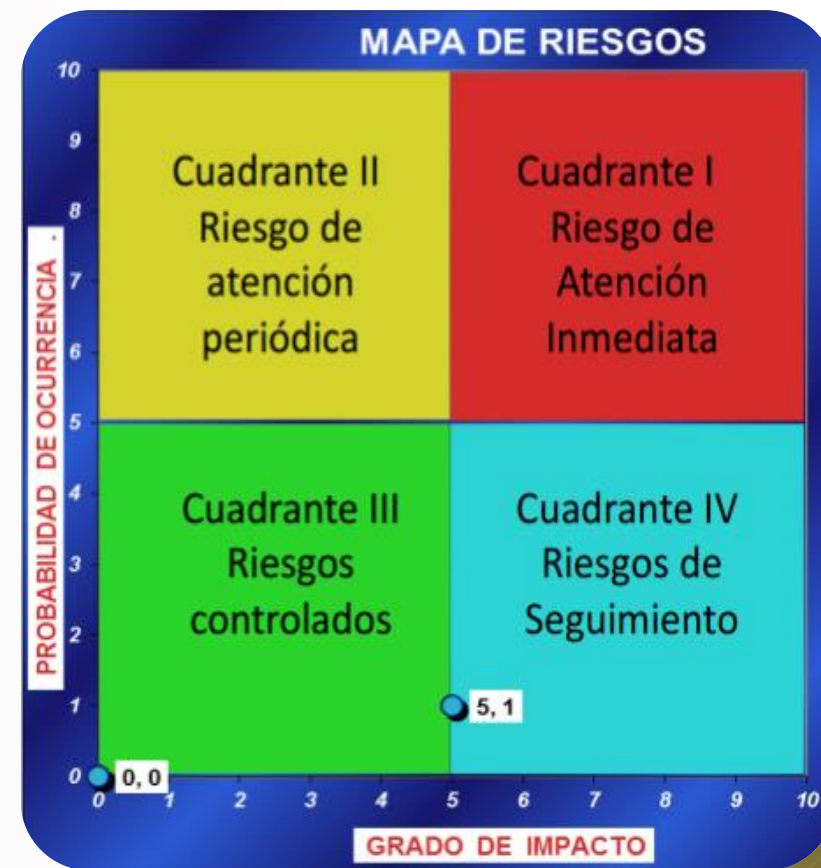 MAPA DE RIESGOS
10
9
8
7
6
5
4
3
2
1
0
PROBABILIDAD DE OCURRENCIA .
Cuadrante II
Riesgo de
atención
periódica
Cuadrante I
Riesgo de
Atención
Inmediata
Cuadrante III
Riesgos
controlados
Cuadrante IV
Riesgos de
Seguimiento
5, 1
0, 0
0 1 2 3 4 5 6 7 8 9 10
GRADO DE IMPACTO